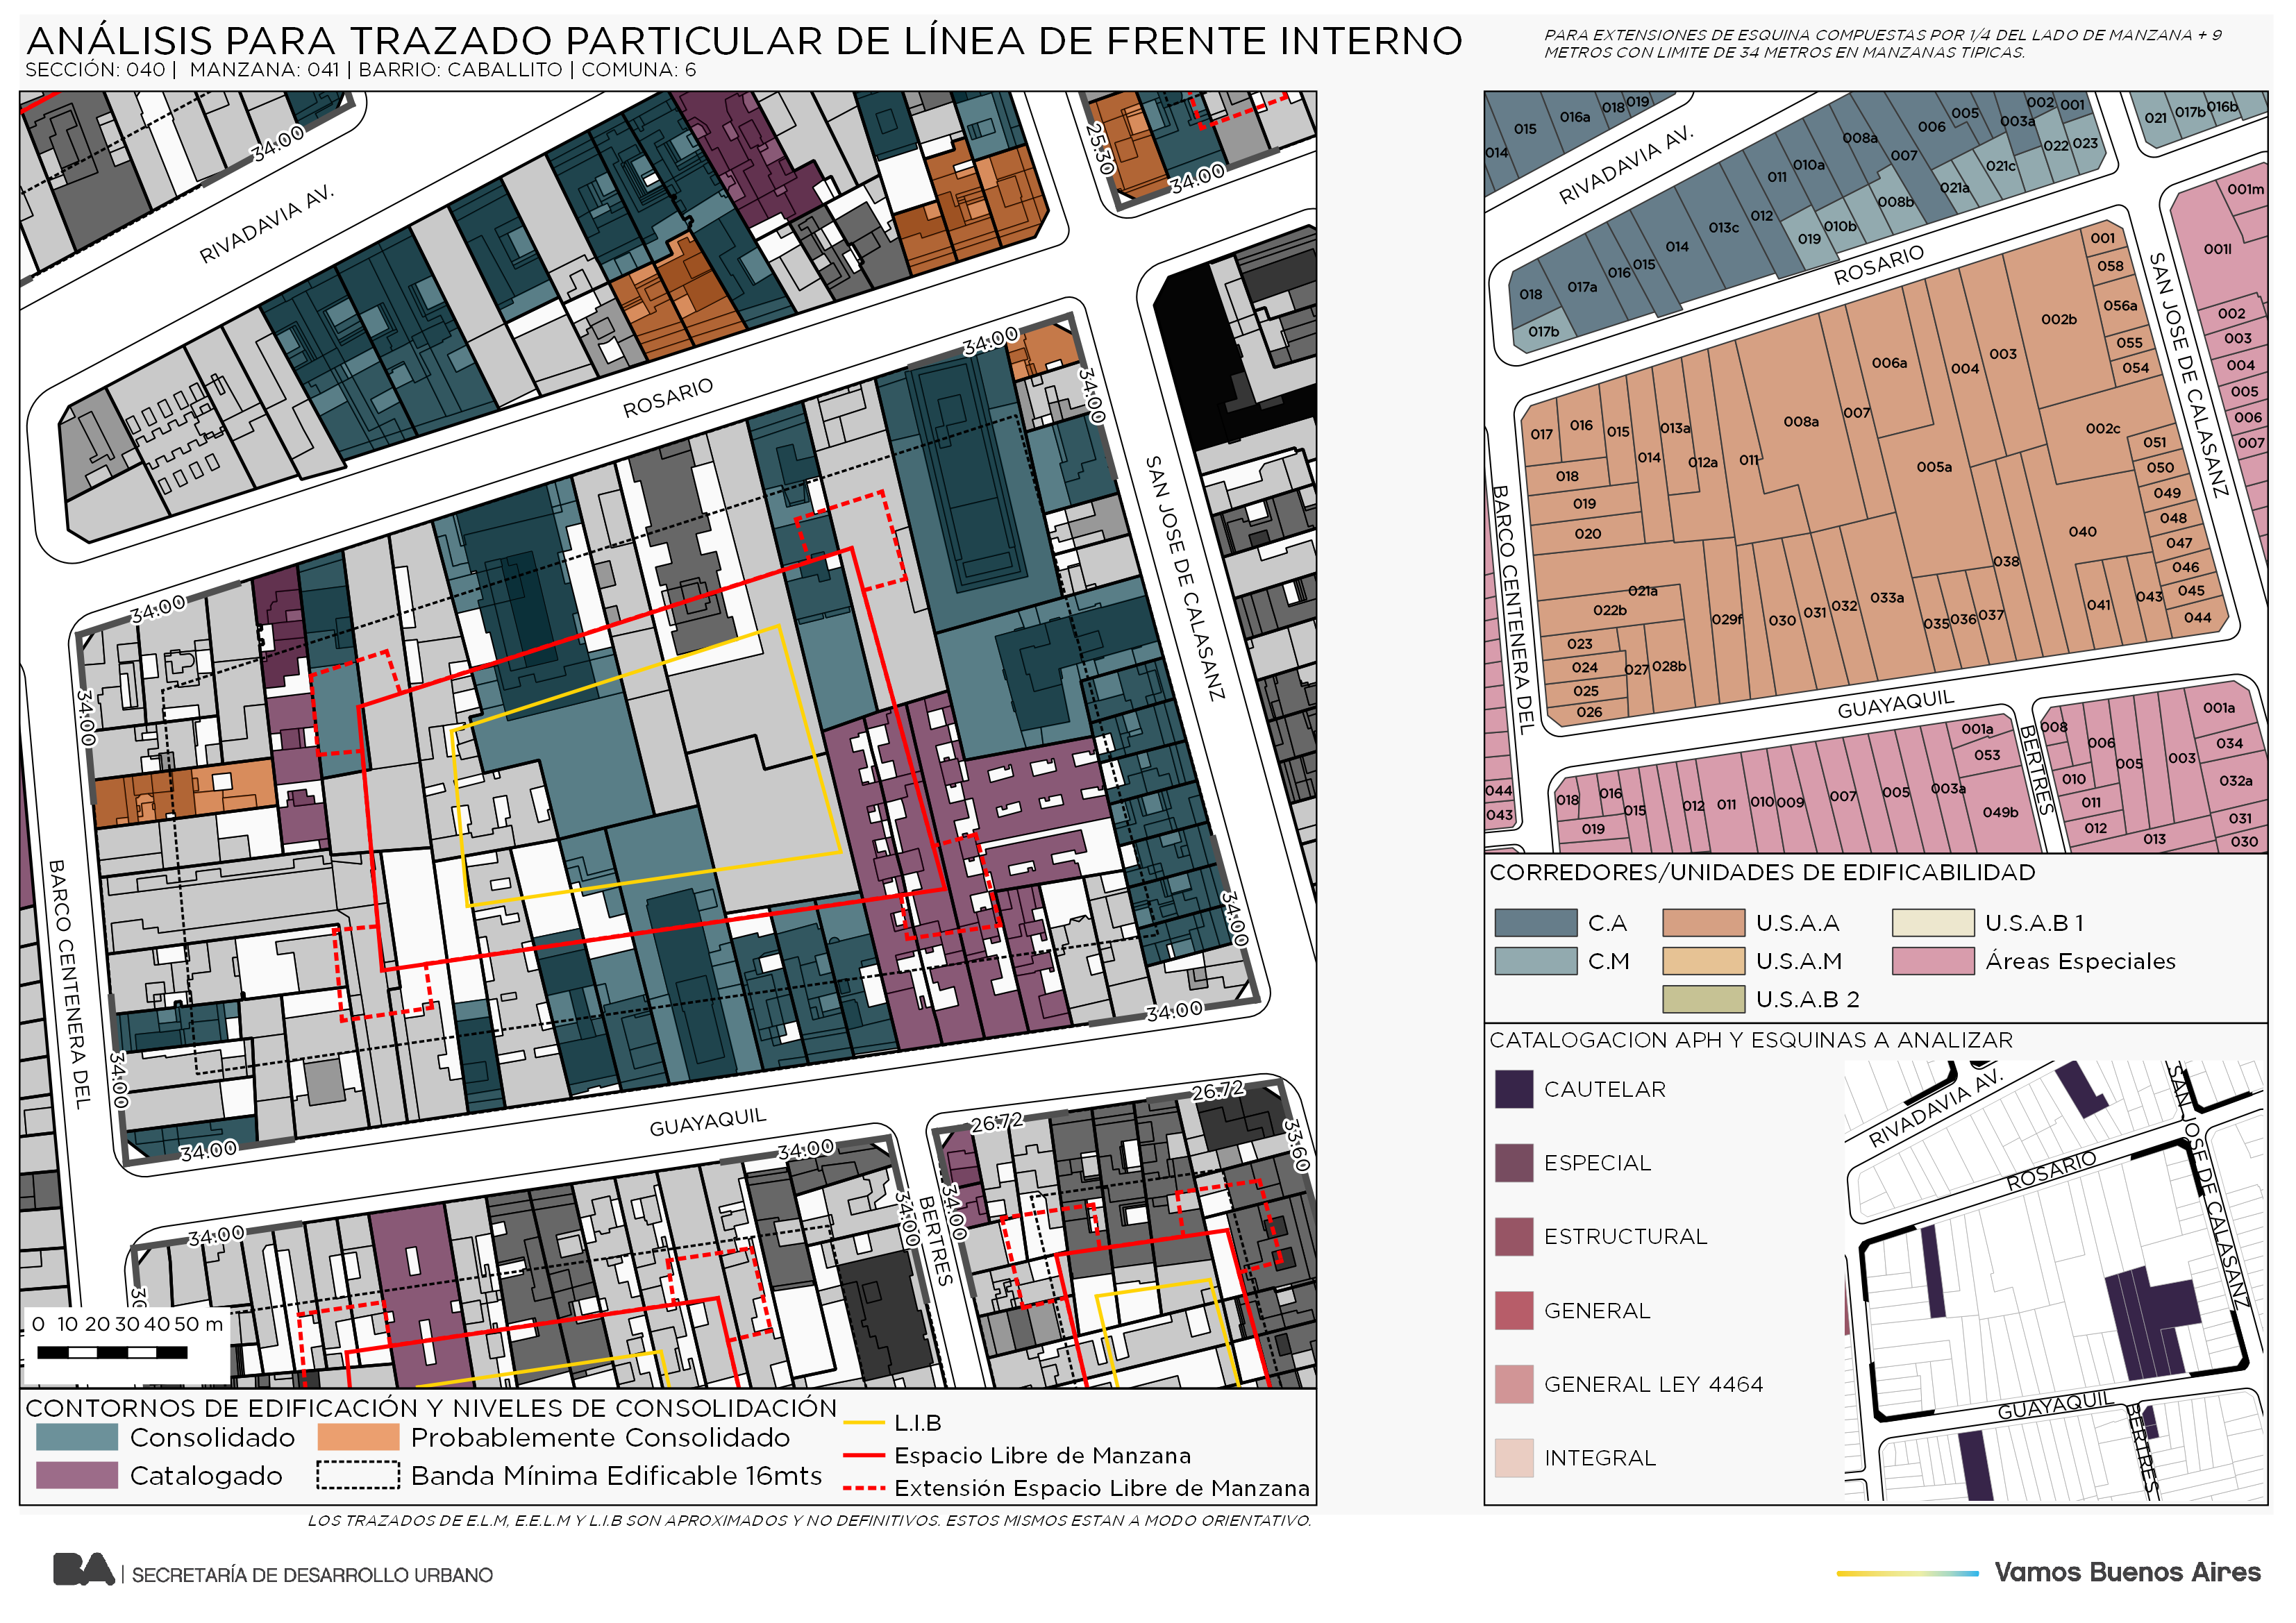 ANÁLISIS PARA TRAZADO PARTICULAR DE LÍNEA DE FRENTE INTERNO
SECCIÓN: 040 | MANZANA: 041 | BARRIO: CABALLITO | COMUNA: 6
PARA EXTENSIONES DE ESQUINA COMPUESTAS POR 1/4 DEL LADO DE MANZANA + 9
METROS CON LIMITE DE 34 METROS EN MANZANAS TIPICAS.
34.00
25.30
34.00
RIVADAVIA AV.
ROSARIO
34.00
34.00
SAN JOSE DE CALASANZ
34.00
34.00
BARCO CENTENERA DEL
34.00
34.00
34.00
34.00
GUAYAQUIL
34.00
34.00
34.00
BERTRES
26.72
26.72
34.00
33.60
0 10 20 30 40 50 m
CONTORNOS DE EDIFICACIÓN Y NIVELES DE CONSOLIDACIÓN
Consolidado
Probablemente Consolidado
Catalogado
Banda Mínima Edificable 16mts
L.I.B
Espacio Libre de Manzana
Extensión Espacio Libre de Manzana
LOS TRAZADOS DE E.L.M, E.E.L.M Y L.I.B SON APROXIMADOS Y NO DEFINITIVOS. ESTOS MISMOS ESTAN A MODO ORIENTATIVO.
014
015
016a
018
019
RIVADAVIA AV.
018
017b
017a
016
015
014
013c
012
011
010a
008a
007
006
005
003a
002
001
019
010b
008b
021a
021c
022
023
021
017b
016b
ROSARIO
001m
001l
002
003
004
005
006
007
SAN JOSE DE CALASANZ
001
058
056a
055
054
002b
002c
003
004
005a
006a
007
008a
011
012a
013a
014
015
016
017
018
019
020
021a
022b
023
024
025
026
027
028b
029f
030
031
032
033a
035
036
037
038
040
041
043
044
045
046
047
048
049
050
051
BARCO CENTENERA DEL
GUAYAQUIL
BERTRES
044
043
018
019
016
015
012
011
010
009
007
005
003a
001a
053
049b
008
006
005
003
010
011
012
013
001a
034
032a
031
030
CORREDORES/UNIDADES DE EDIFICABILIDAD
C.A
U.S.A.A
U.S.A.B 1
C.M
U.S.A.M
Áreas Especiales
U.S.A.B 2
CATALOGACION APH Y ESQUINAS A ANALIZAR
CAUTELAR
ESPECIAL
ESTRUCTURAL
GENERAL
GENERAL LEY 4464
INTEGRAL
RIVADAVIA AV.
ROSARIO
SAN JOSE DE CALASANZ
GUAYAQUIL
BERTRES
BA | SECRETARÍA DE DESARROLLO URBANO
Vamos Buenos Aires